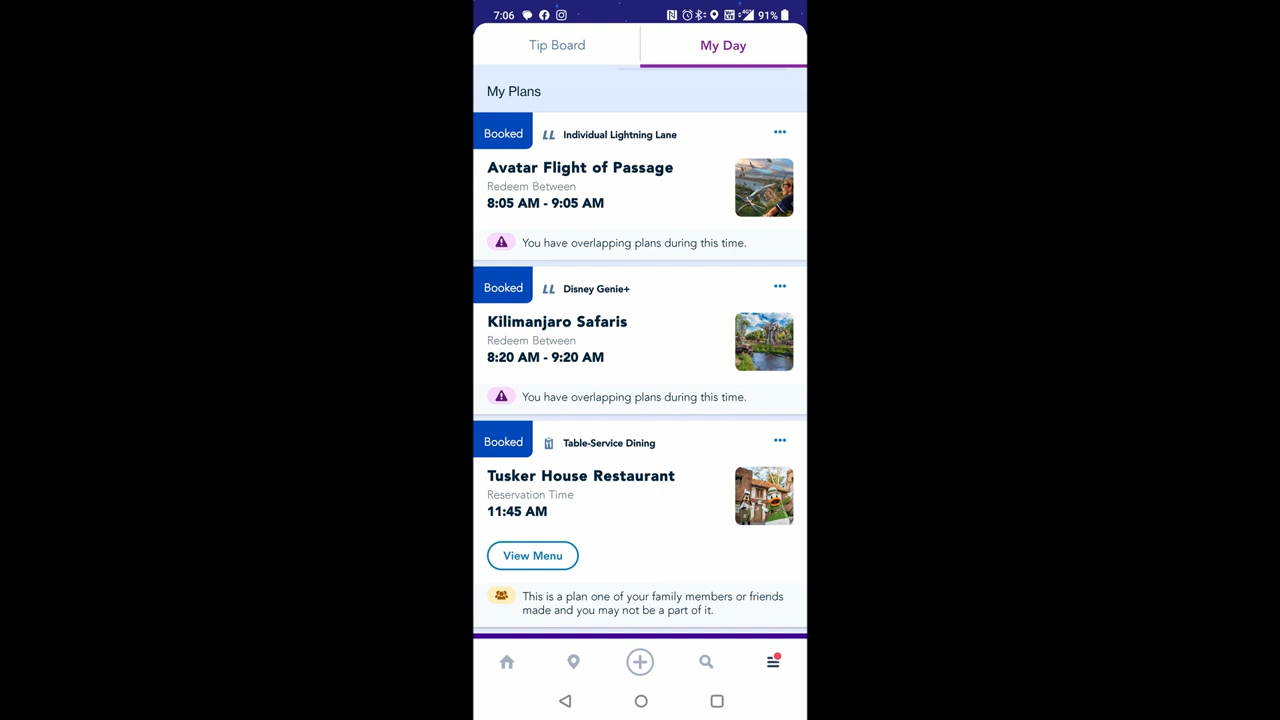 7:06
91%
Tip Board
My Day
My Plans
Booked
LL Individual Lightning Lane
Avatar Flight of Passage
Redeem Between
8:05 AM - 9:05 AM
You have overlapping plans during this time.
Booked
LL Disney Genie+
Kilimanjaro Safaris
Redeem Between
8:20 AM - 9:20 AM
You have overlapping plans during this time.
Booked
Table-Service Dining
Tusker House Restaurant
Reservation Time
11:45 AM
View Menu
This is a plan one of your family members or friends
made and you may not be a part of it.